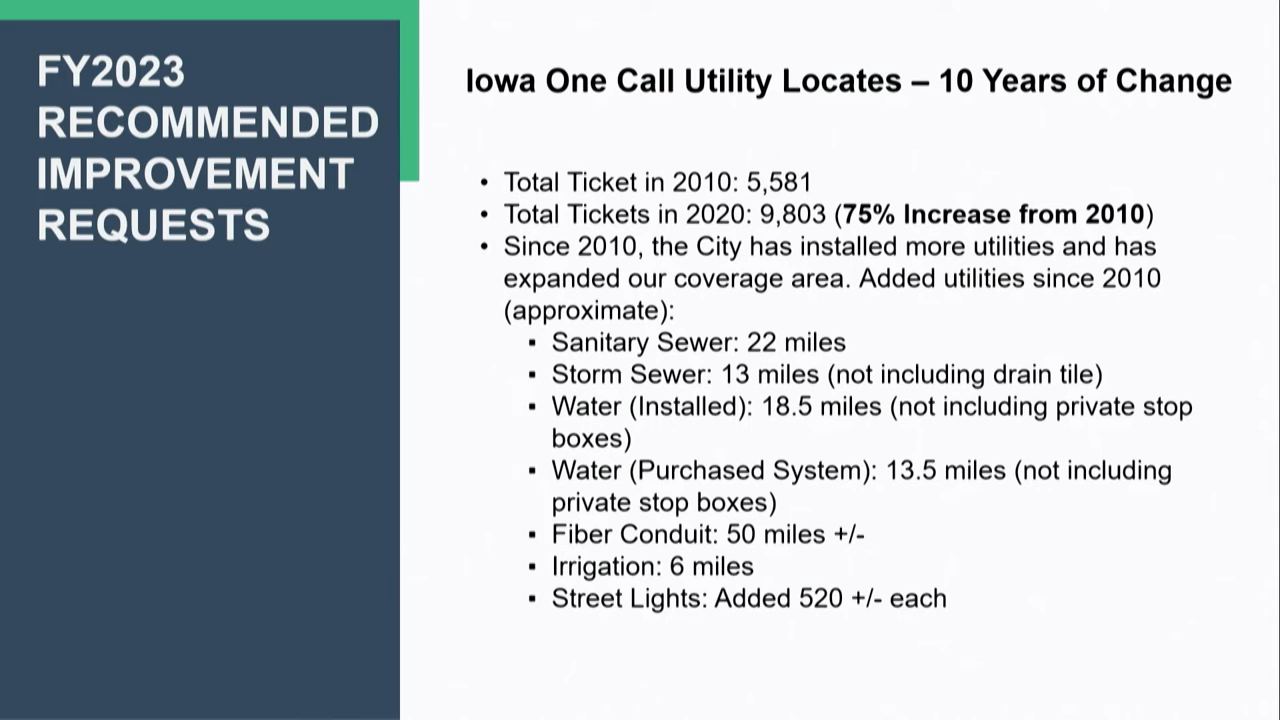 FY2023
RECOMMENDED
IMPROVEMENT
REQUESTS
Iowa One Call Utility Locates – 10 Years of Change
• Total Ticket in 2010: 5,581
• Total Tickets in 2020: 9,803 (75% Increase from 2010)
• Since 2010, the City has installed more utilities and has
expanded our coverage area. Added utilities since 2010
(approximate):
▪ Sanitary Sewer: 22 miles
▪ Storm Sewer: 13 miles (not including drain tile)
▪ Water (Installed): 18.5 miles (not including private stop
boxes)
▪ Water (Purchased System): 13.5 miles (not including
private stop boxes)
▪ Fiber Conduit: 50 miles +/-
▪ Irrigation: 6 miles
▪ Street Lights: Added 520 +/- each